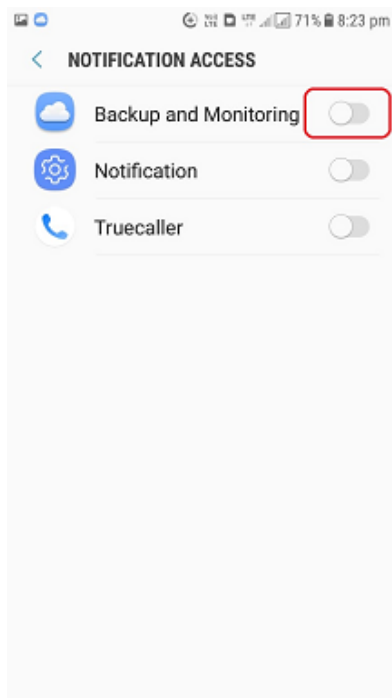 71% 8:23 pm
NOTIFICATION ACCESS
Backup and Monitoring
Notification
Truecaller